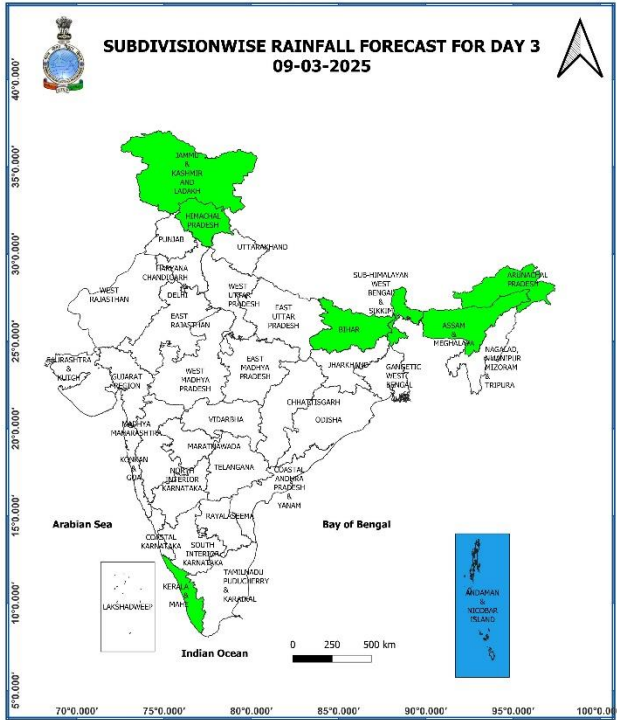 SUBDIVISIONWISE RAINFALL FORECAST FOR DAY 3
09-03-2025
40°0.000'
35°0.000'
30°0.000'
25°0.000'
20°0.000'
15°0.000'
10°0.000'
5°0.000'
JAMMU
&
KASHMIR
AND
LADAKH
HIMACHAL
PRADESH
PUNJAB
UTTARAKHAND
HARYANA
CHANDIGARH
&
DELHI
WEST
RAJASTHAN
WEST
UTTAR
PRADESH
EAST
RAJASTHAN
EAST
UTTAR
PRADESH
SUB-HIMALAYAN
WEST
BENGAL
&
SIKKIM
ARUNACHAL
PRADESH
BIHAR
ASSAM
&
MEGHALAYA
NAGALAD
MANIPUR
MIZORAM
&
TRIPURA
SAURASHTRA
&
KUTCH
GUJARAT
REGION
WEST
MADHYA
PRADESH
EAST
MADHYA
PRADESH
JHARKHAND
GANGETIC
WEST
BENGAL
CHHATTISGARH
ODISHA
VIDARBHA
MADHYA
MAHARASHTRA
MARATHAWADA
KONKAN
&
GOA
NORTH
INTERIOR
KARNATAKA
TELANGANA
COASTAL
ANDHRA
PRADESH
&
YANAM
RAYALASEEMA
Arabian Sea
Bay of Bengal
COASTAL
KARNATAKA
SOUTH
INTERIOR
KARNATAKA
TAMILNADU
PUDUCHERRY
&
KARAIKAL
KERALA
&
MAHE
LAKSHADWEEP
ANDAMAN
&
NICOBAR
ISLAND
Indian Ocean
0 250 500 km
70°0.000' 75°0.000' 80°0.000' 85°0.000' 90°0.000' 95°0.000' 100°0.00